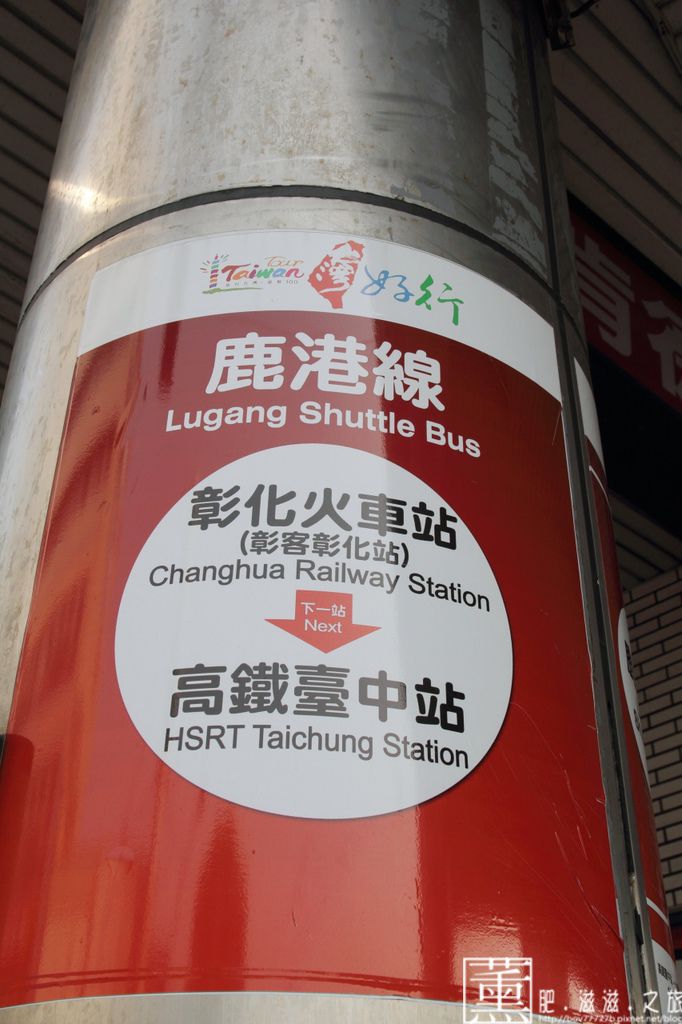 Tour
Taiwan
台灣
好行
鹿港線
Lugang Shuttle Bus
彰化火車站
(彰客彰化站)
Changhua Railway Station
下一站
Next
高鐵臺中站
HSRT Taichung Station
薰 肥.滋滋.之旅